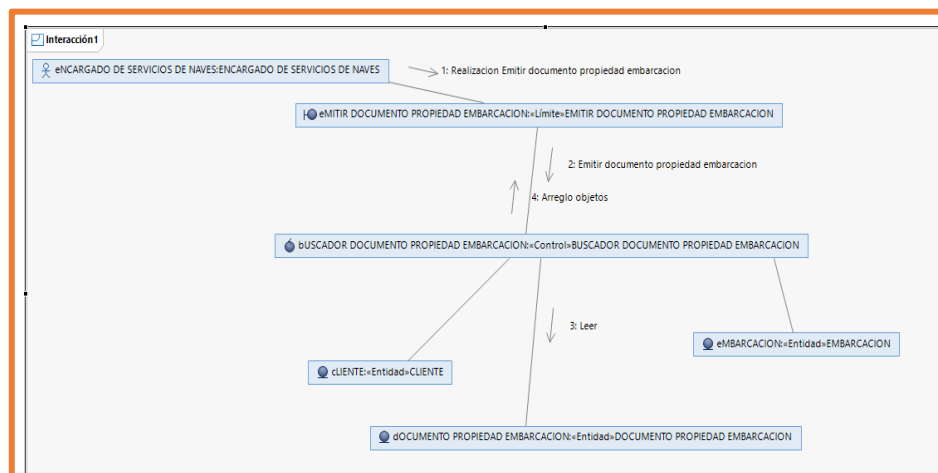 Interacción1
eNCARGADO DE SERVICIOS DE NAVES:ENCARGADO DE SERVICIOS DE NAVES
1: Realizacion Emitir documento propiedad embarcacion
eMITIR DOCUMENTO PROPIEDAD EMBARCACION:«Límite»EMITIR DOCUMENTO PROPIEDAD EMBARCACION
2: Emitir documento propiedad embarcacion
4: Arreglo objetos
bUSCADOR DOCUMENTO PROPIEDAD EMBARCACION:«Control»BUSCADOR DOCUMENTO PROPIEDAD EMBARCACION
3: Leer
eMBARCACION:«Entidad»EMBARCACION
cLIENTE:«Entidad»CLIENTE
dOCUMENTO PROPIEDAD EMBARCACION:«Entidad»DOCUMENTO PROPIEDAD EMBARCACION